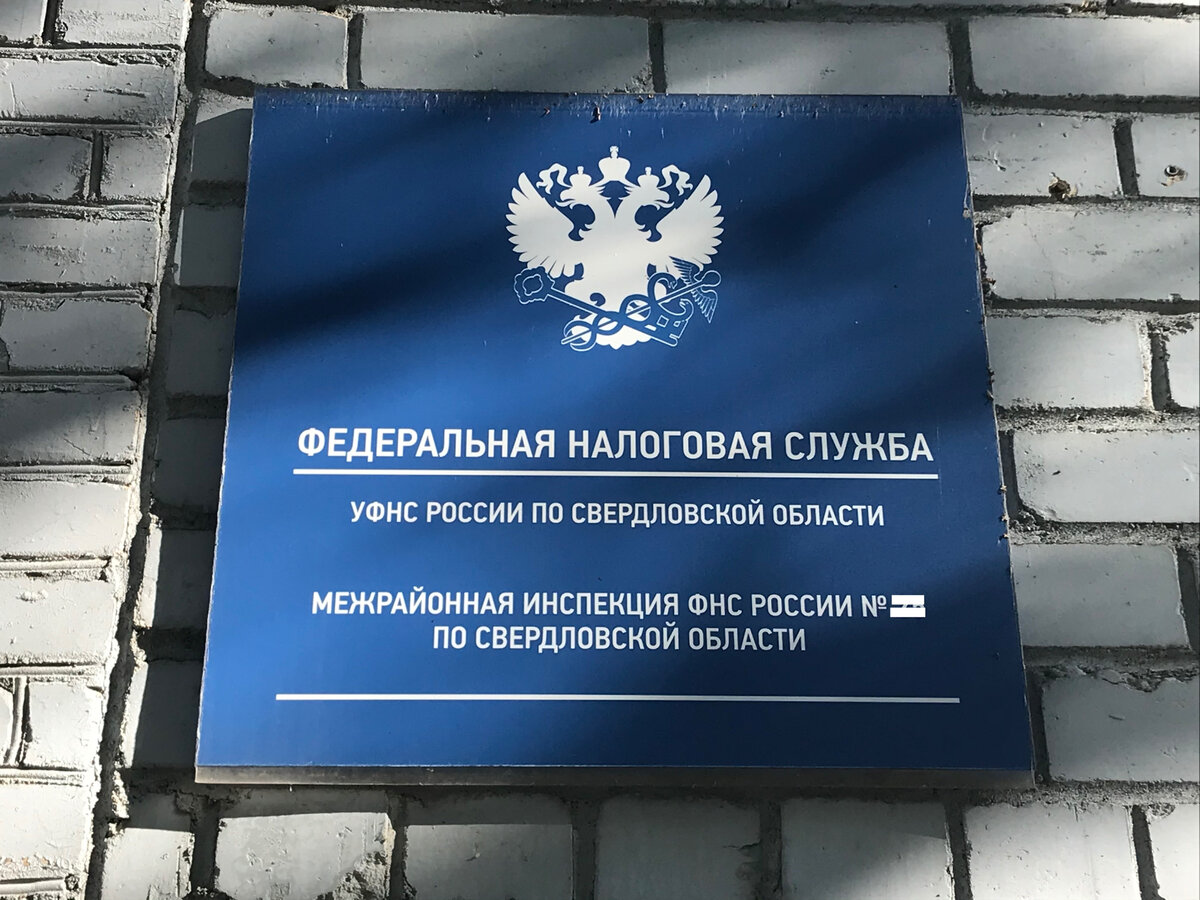 ФЕДЕРАЛЬНАЯ НАЛОГОВАЯ СЛУЖБА
УФНС РОССИИ ПО СВЕРДЛОВСКОЙ ОБЛАСТИ
МЕЖРАЙОННАЯ ИНСПЕКЦИЯ ФНС РОССИИ №
ПО СВЕРДЛОВСКОЙ ОБЛАСТИ